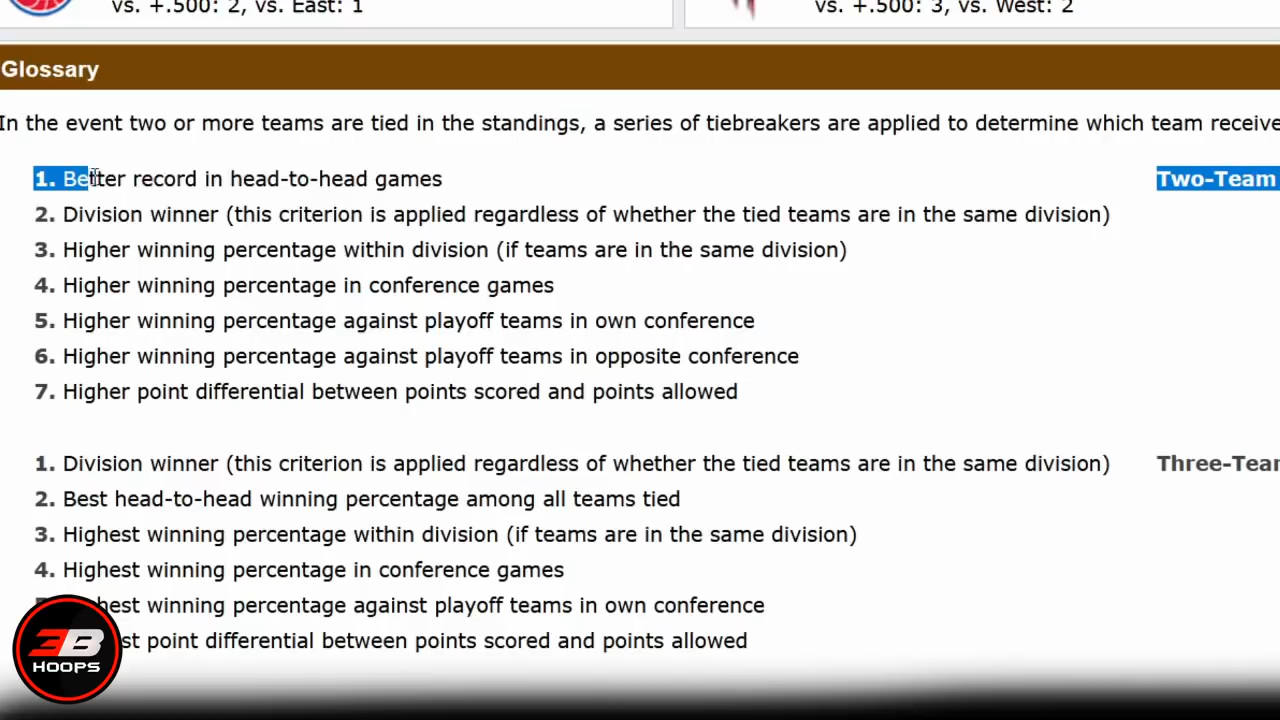 vs. +.500: 2, vs. East: 1
vs. +.500: 3, vs. West: 2
Glossary
In the event two or more teams are tied in the standings, a series of tiebreakers are applied to determine which team receive
1. Better record in head-to-head games
Two-Team
2. Division winner (this criterion is applied regardless of whether the tied teams are in the same division)
3. Higher winning percentage within division (if teams are in the same division)
4. Higher winning percentage in conference games
5. Higher winning percentage against playoff teams in own conference
6. Higher winning percentage against playoff teams in opposite conference
7. Higher point differential between points scored and points allowed
1. Division winner (this criterion is applied regardless of whether the tied teams are in the same division)
Three-Tea
2. Best head-to-head winning percentage among all teams tied
3. Highest winning percentage within division (if teams are in the same division)
4. Highest winning percentage in conference games
hest winning percentage against playoff teams in own conference
st point differential between points scored and points allowed
3B
HOOPS